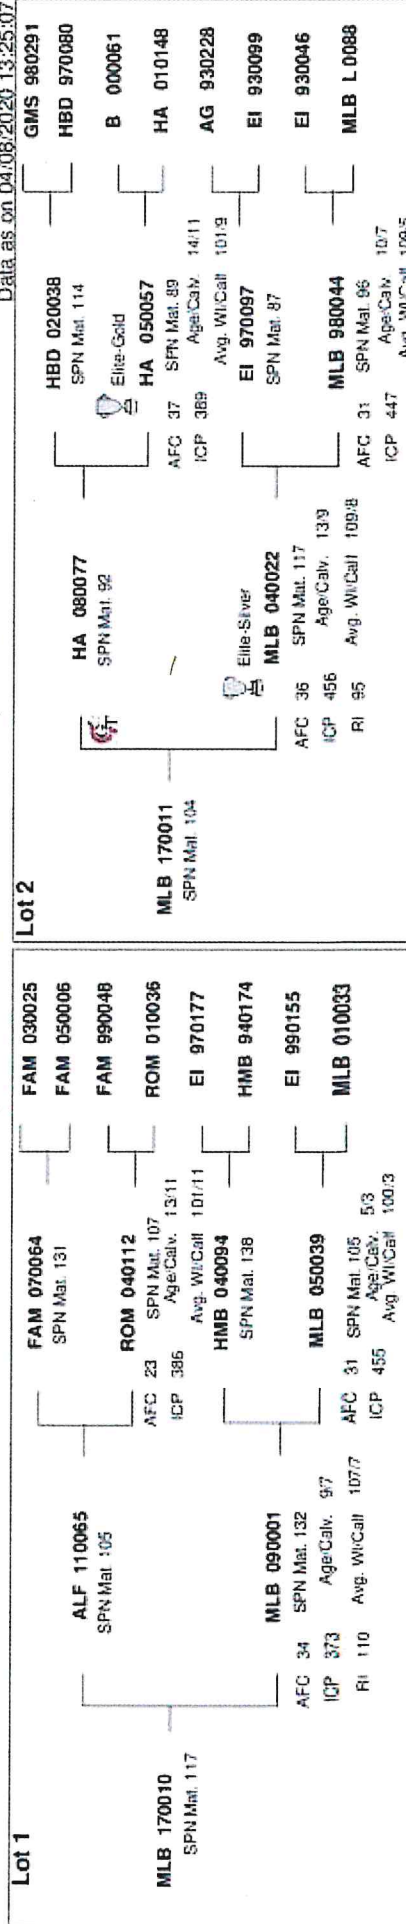 Data as on 04/08/2020 13:25:07
Lot 1
MLB 170010
SPN Mat. 117
ALF 110065
SPN Mat. 105
FAM 070064
SPN Mat. 131
FAM 030025
FAM 050006
ROM 040112
AFC 23 SPN Mat. 107
ICP 386 Age/Calv. 13/11
Avg. WI/Calf 101/11
FAM 990048
ROM 010036
MLB 090001
AFC 34 SPN Mat. 132
ICP 373 Age/Calv. 9/7
RI 110 Avg. WI/Calf 107/7
HMB 040094
SPN Mat. 138
EI 970177
HMB 940174
MLB 050039
AFC 31 SPN Mat. 105
ICP 455 Age/Calv. 5/3
Avg WI/Calf 100/3
EI 990155
MLB 010033
Lot 2
MLB 170011
SPN Mat. 104
HA 080077
SPN Mat. 92
HBD 020038
SPN Mat. 114
GMS 980291
HBD 970080
Elite-Gold
HA 050057
AFC 37 SPN Mat. 89
ICP 389 Age/Calv. 14/11
Avg. WI/Calf 101/9
B 000061
HA 010148
Elite-Silver
MLB 040022
AFC 36 SPN Mat. 117
ICP 456 Age/Calv. 13/9
RI 95 Avg. WI/Calf 109/8
EI 970097
SPN Mat. 87
AG 930228
EI 930099
MLB 980044
AFC 31 SPN Mat. 96
ICP 447 Age/Calv. 10/7
Avg. WI/Calf 109/5
EI 930046
MLB L 0088